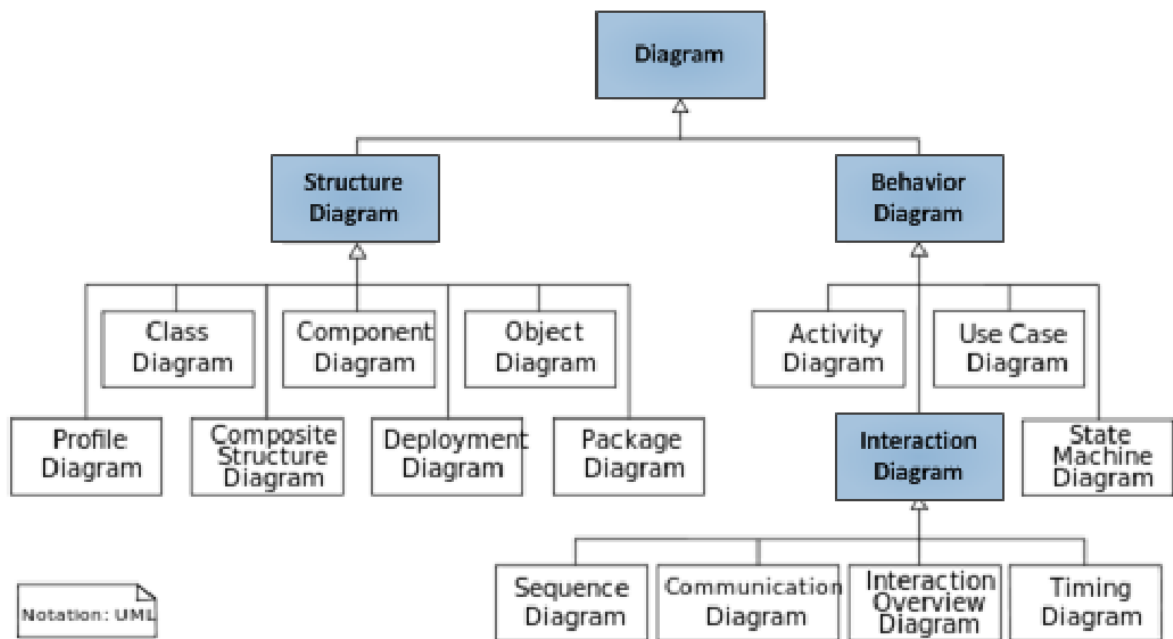 Diagram
Structure
Diagram
Behavior
Diagram
Class
Diagram
Component
Diagram
Object
Diagram
Activity
Diagram
Use Case
Diagram
Profile
Diagram
Composite
Structure
Diagram
Deployment
Diagram
Package
Diagram
Interaction
Diagram
State
Machine
Diagram
Sequence
Diagram
Communication
Diagram
Interaction
Overview
Diagram
Timing
Diagram
Notation: UML